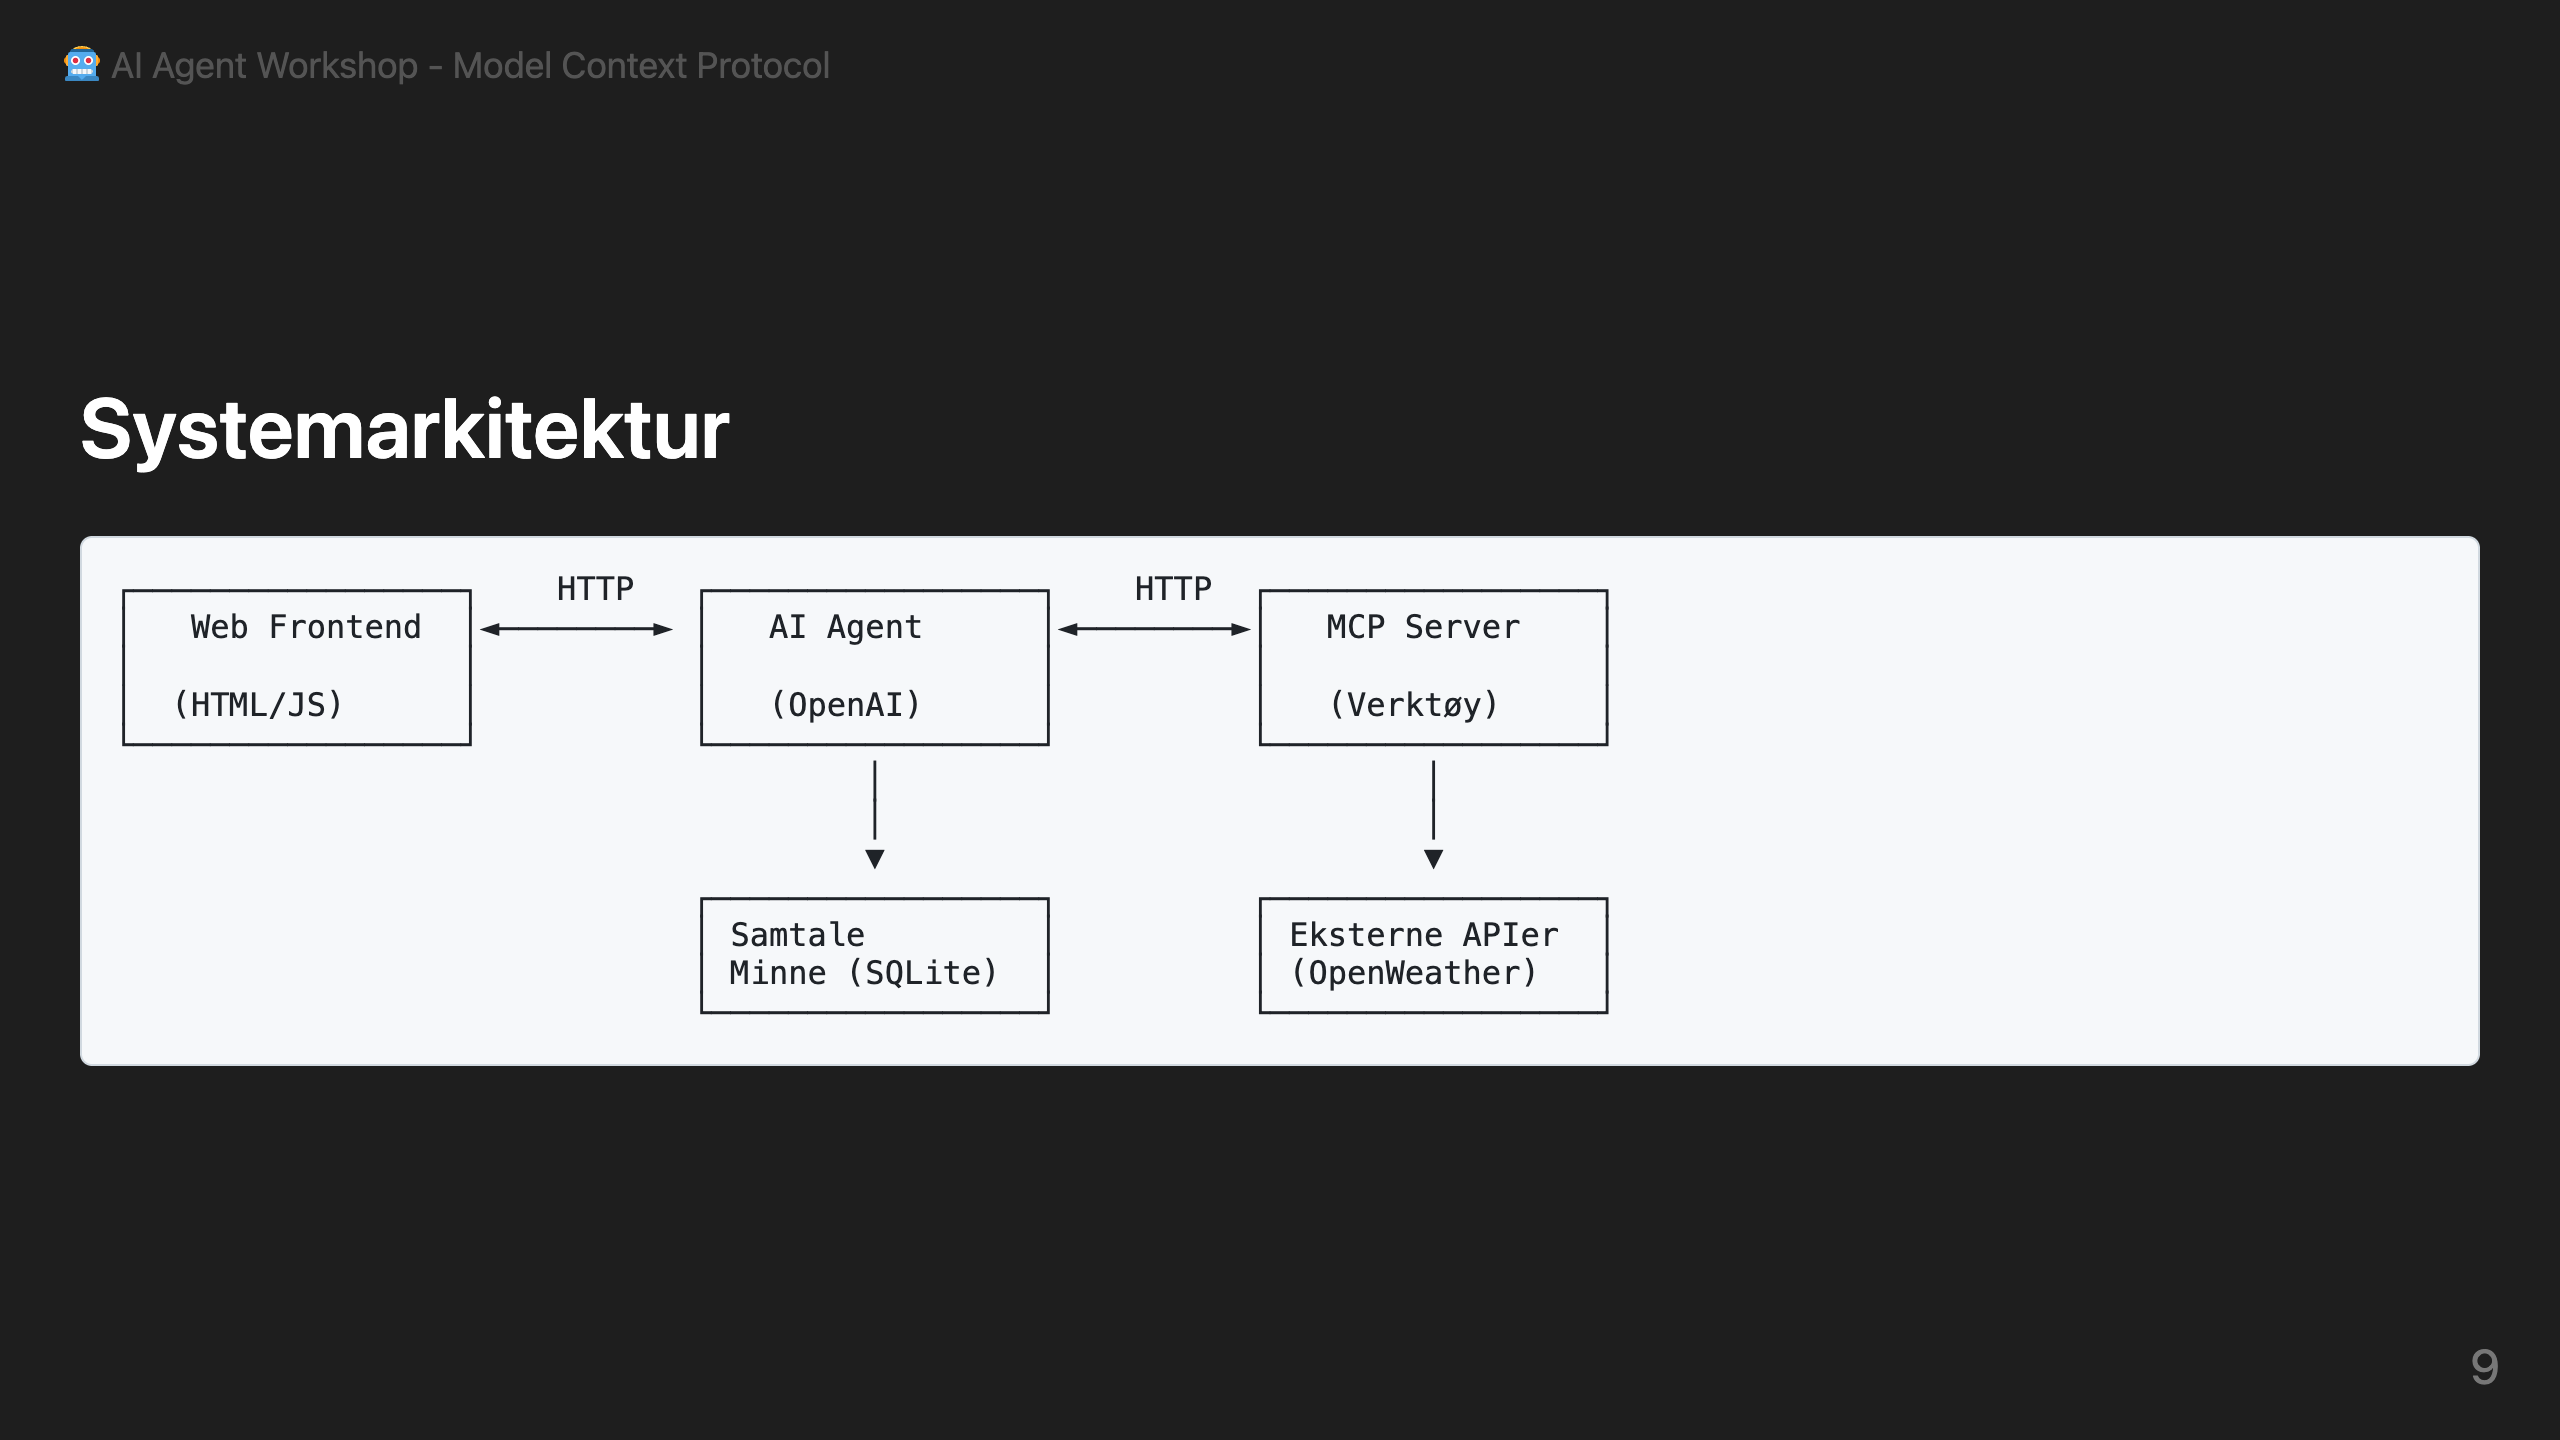 AI Agent Workshop - Model Context Protocol
Systemarkitektur
HTTP HTTP
Web Frontend AI Agent MCP Server
(HTML/JS) (OpenAI) (Verktøy)
Samtale Eksterne APIer
Minne (SQLite) (OpenWeather)
9